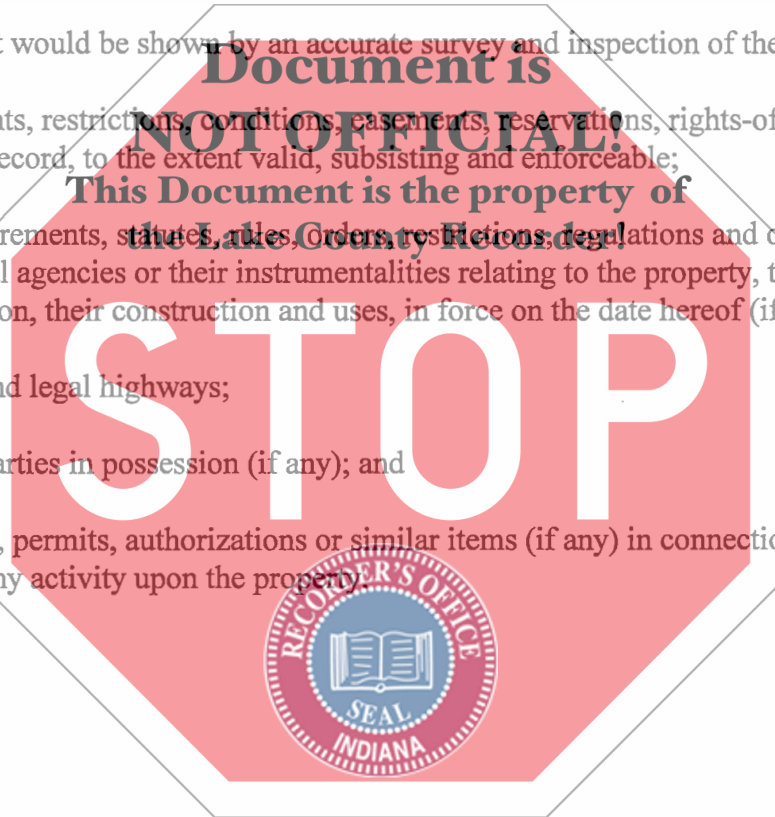 t would be shown by an accurate survey and inspection of the
Document is
ts, restrictions, conditions, easements, reservations, rights-of
NOT OFFICIAL!
ecord, to the extent valid, subsisting and enforceable;
This Document is the property of
rements, statutes, rules, orders, restrictions, regulations and
the Lake County Recorder!
l agencies or their instrumentalities relating to the property, t
on, their construction and uses, in force on the date hereof (if
STOP
nd legal highways;
arties in possession (if any); and
, permits, authorizations or similar items (if any) in connectio
ny activity upon the property.
RECORDER'S OFFICE
SEAL
INDIANA